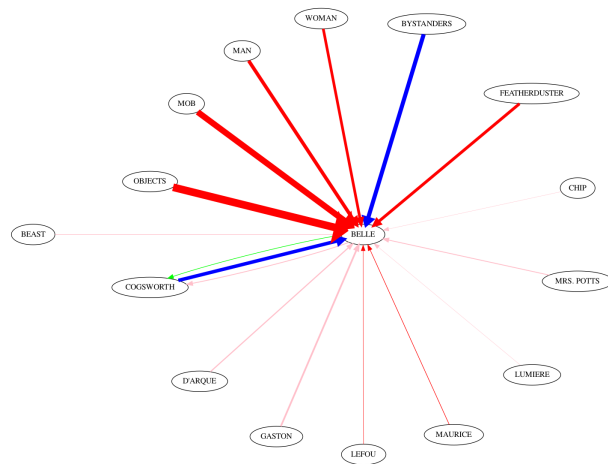 WOMAN
BYSTANDERS
MAN
FEATHERDUSTER
MOB
OBJECTS
CHIP
BEAST
BELLE
MRS. POTTS
COGSWORTH
LUMIERE
D'ARQUE
MAURICE
GASTON
LEFOU